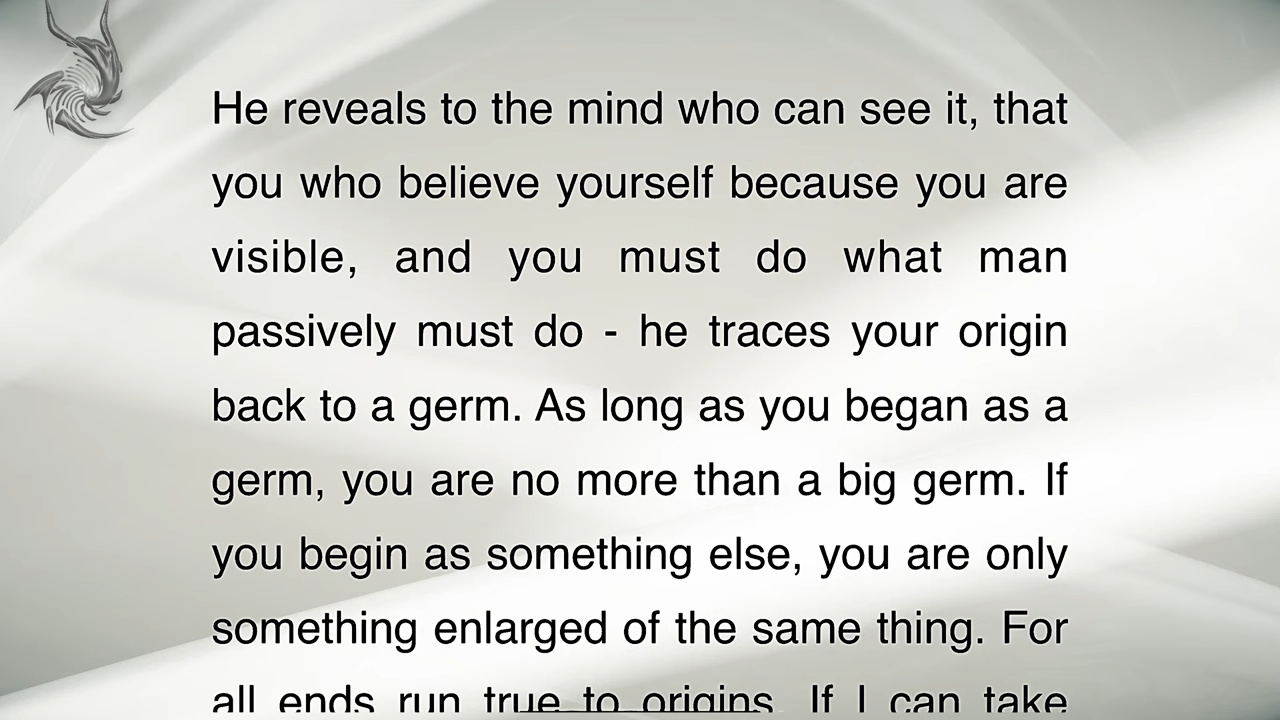 He reveals to the mind who can see it, that
you who believe yourself because you are
visible, and you must do what man
passively must do - he traces your origin
back to a germ. As long as you began as a
germ, you are no more than a big germ. If
you begin as something else, you are only
something enlarged of the same thing. For
all ends run true to origins. If I can take